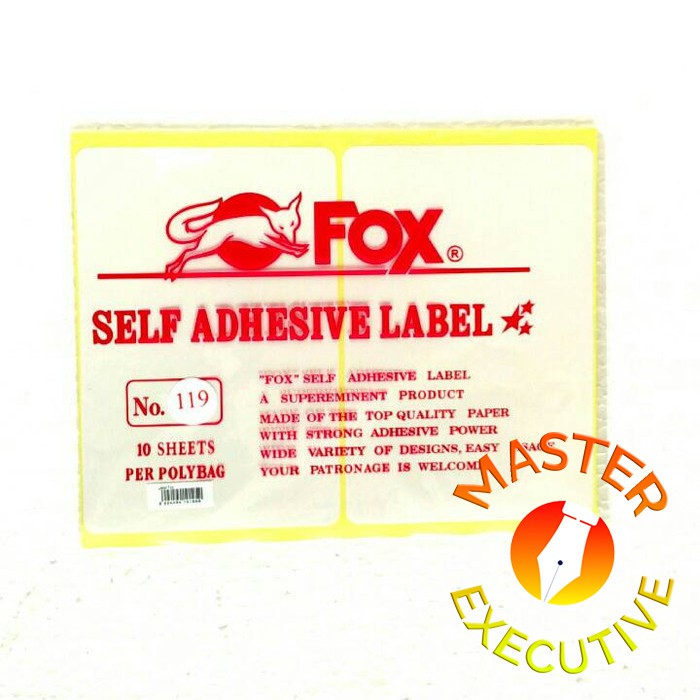 FOX®
SELF ADHESIVE LABEL
No. 119
10 SHEETS
PER POLYBAG
"FOX" SELF ADHESIVE LABEL
A SUPEREMINENT PRODUCT
MADE OF THE TOP QUALITY PAPER
WITH STRONG ADHESIVE POWER
WIDE VARIETY OF DESIGNS, EASY
YOUR PATRONAGE IS WELCOME
MASTER
EXECUTIVE